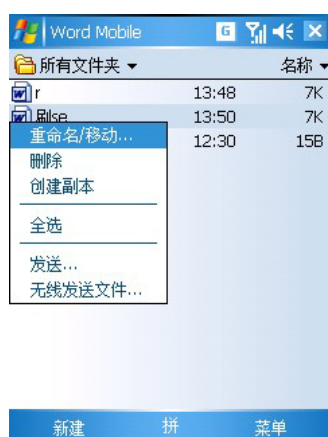 Word Mobile G
所有文件夹 名称
r 13:48 7K
刷se 13:50 7K
重命名/移动... 12:30 15B
删除
创建副本
全选
发送...
无线发送文件...
新建 拼 菜单